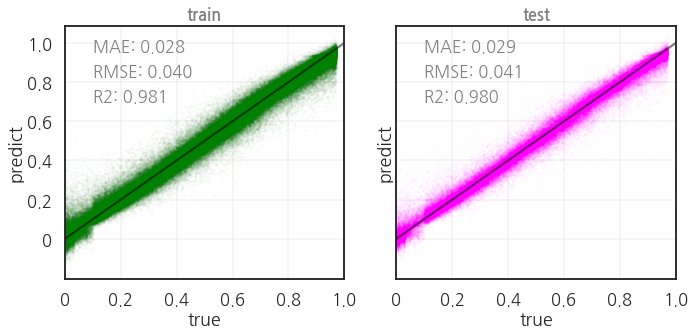 train
MAE: 0.028
RMSE: 0.040
R2: 0.981
1.0
0.8
0.6
0.4
0.2
0
predict
0 0.2 0.4 0.6 0.8 1.0
true
test
MAE: 0.029
RMSE: 0.041
R2: 0.980
predict
0 0.2 0.4 0.6 0.8 1.0
true